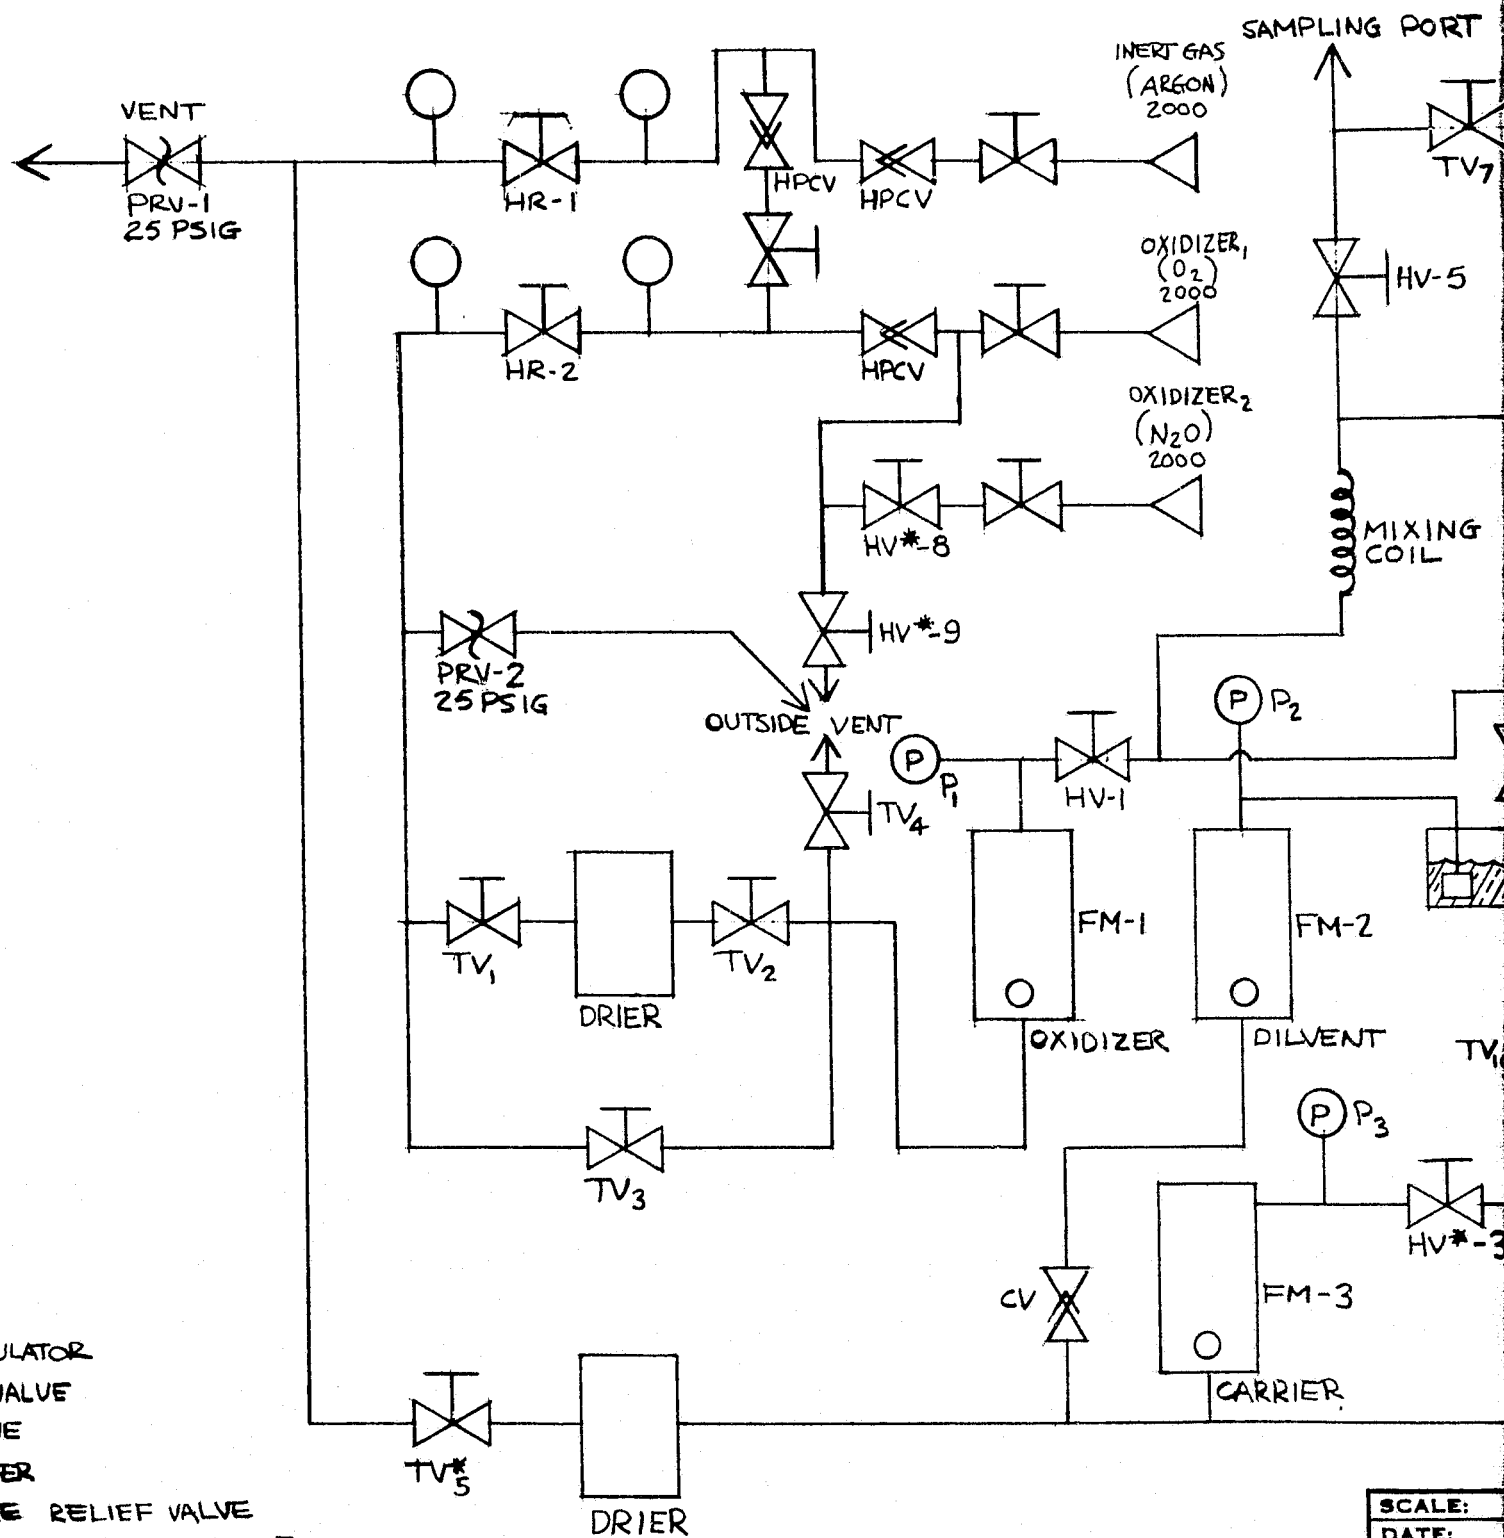 SAMPLING PORT
INERT GAS
(ARGON)
2000
VENT
PRV-1
25 PSIG
HR-1
HPCV
HPCV
TV7
OXIDIZER1
(O2)
2000
HV-5
HR-2
HPCV
OXIDIZER2
(N2O)
2000
HV*-8
MIXING
COIL
HV*-9
PRV-2
25 PSIG
OUTSIDE VENT
P P1
P P2
HV-1
TV4
TV1
TV2
FM-1
FM-2
DRIER
OXIDIZER
DILVENT
TV1
P P3
TV3
HV*-3
CV
FM-3
CARRIER
TV*5
DRIER
ULATOR
VALVE
E
ER
E RELIEF VALVE
SCALE:
DATE: